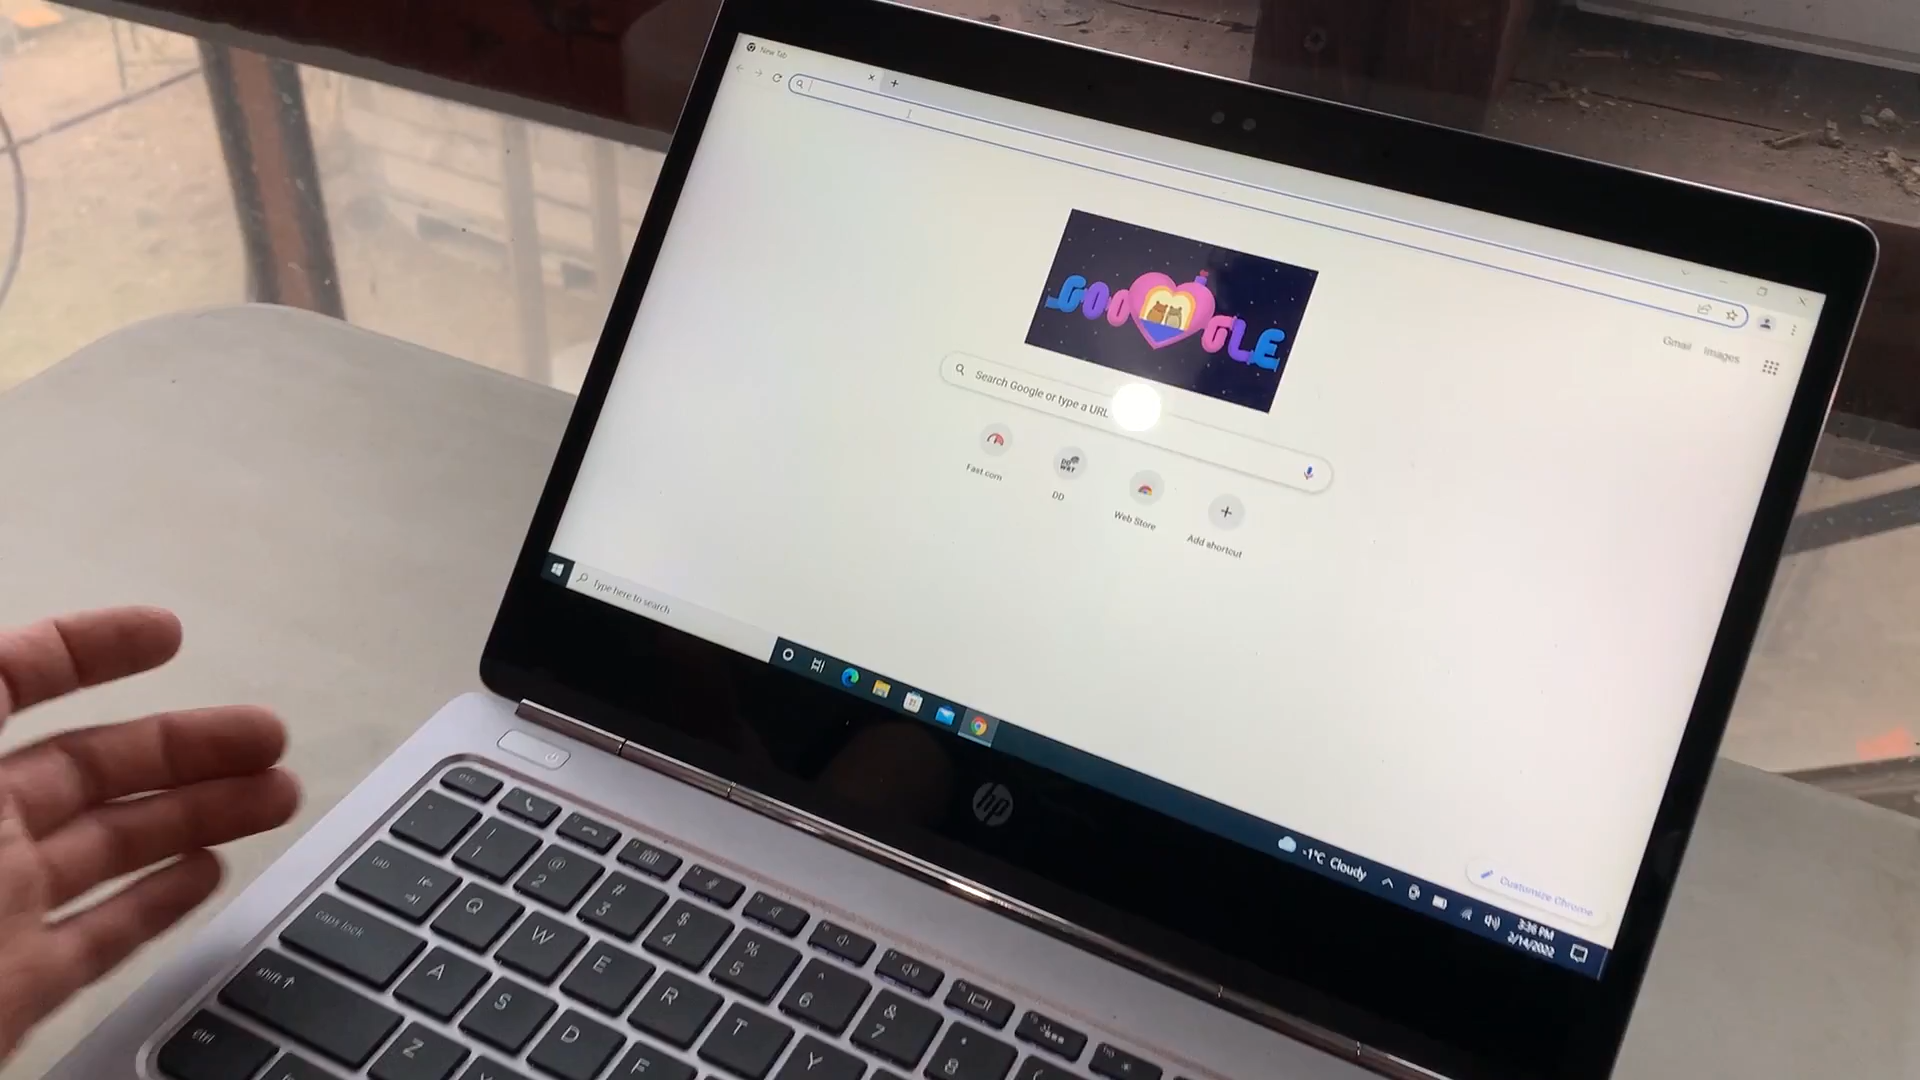 New Tab
Gmail Images
GOOGLE
Search Google or type a URL
Fast.com
DD
Web Store
Add shortcut
Type here to search
-1°C Cloudy
Customize Chrome
3:36 PM
2/14/2022
hp
esc
! 1
@ 2
# 3
$ 4
% 5
^ 6
& 7
* 8
tab
Q W E R T Y
caps lock
A S D F
shift
Z
ctrl